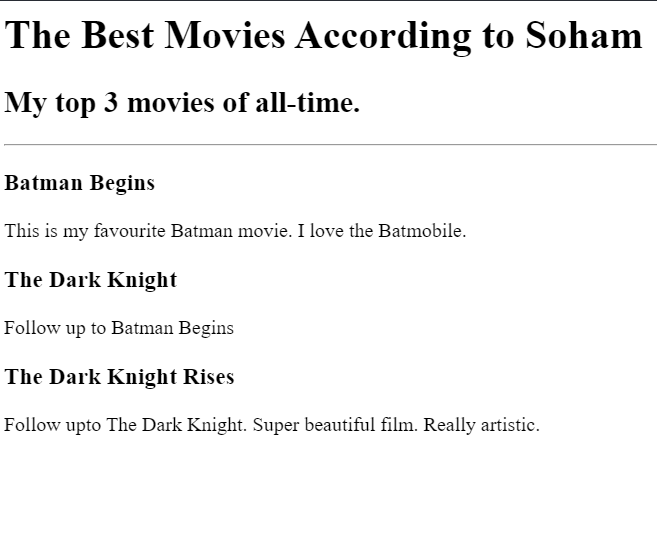 The Best Movies According to Soham
My top 3 movies of all-time.
Batman Begins
This is my favourite Batman movie. I love the Batmobile.
The Dark Knight
Follow up to Batman Begins
The Dark Knight Rises
Follow upto The Dark Knight. Super beautiful film. Really artistic.